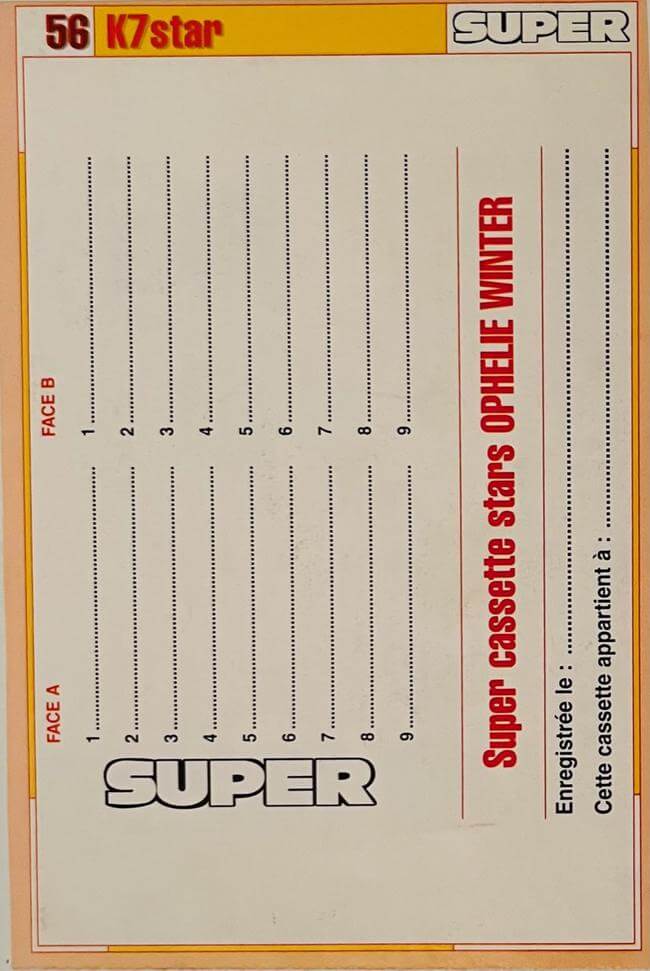 56 K7star SUPER
SUPER
FACE A
1
2
3
4
5
6
7
8
9
FACE B
1
2
3
4
5
6
7
8
9
Super cassette stars OPHELIE WINTER
Enregistrée le :
Cette cassette appartient à :